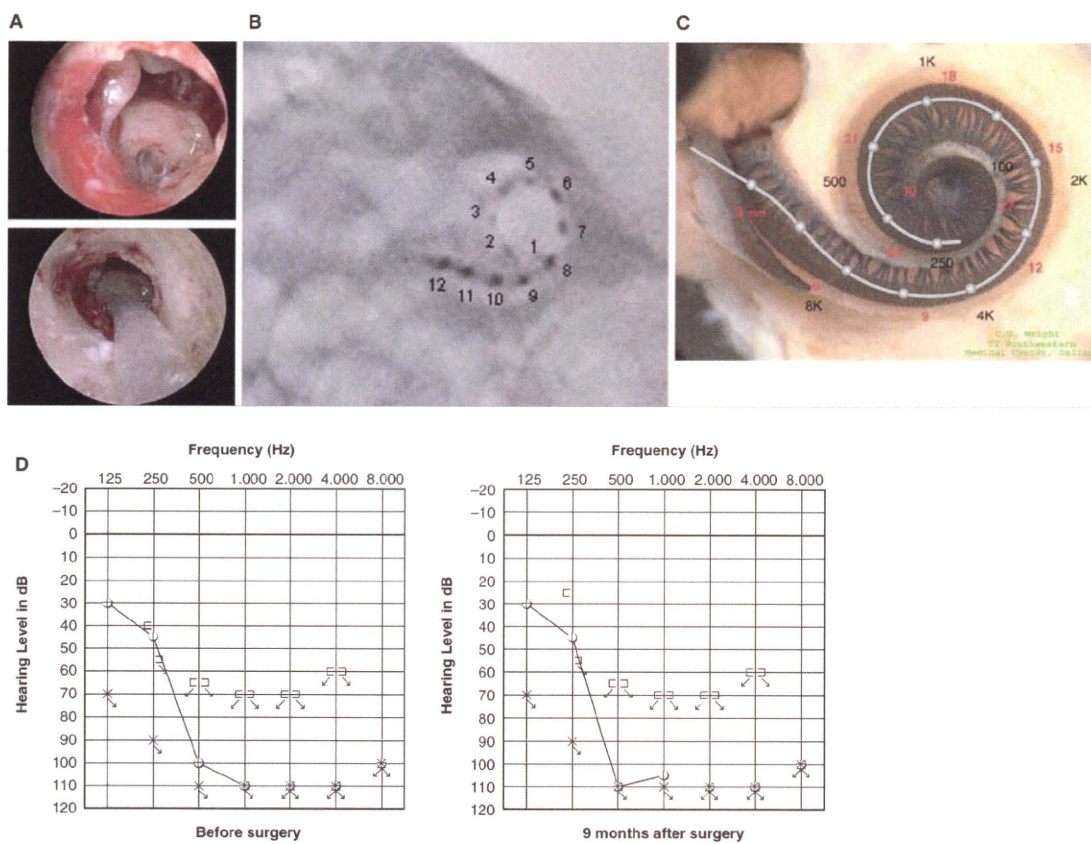 A
B
C
4
5
6
3
7
2
1
8
12
11
10
9
1K
18
21
15
100
500
2K
30
3 mm
250
12
8K
4K
9
C.G. Wright
UT Southwestern
Medical Center, Dallas
D
Frequency (Hz)
125 250 500 1.000 2.000 4.000 8.000
–20
–10
0
10
20
30
40
50
60
70
80
90
100
110
120
Hearing Level in dB
Before surgery
Frequency (Hz)
125 250 500 1.000 2.000 4.000 8.000
–20
–10
0
10
20
30
40
50
60
70
80
90
100
110
120
Hearing Level in dB
9 months after surgery